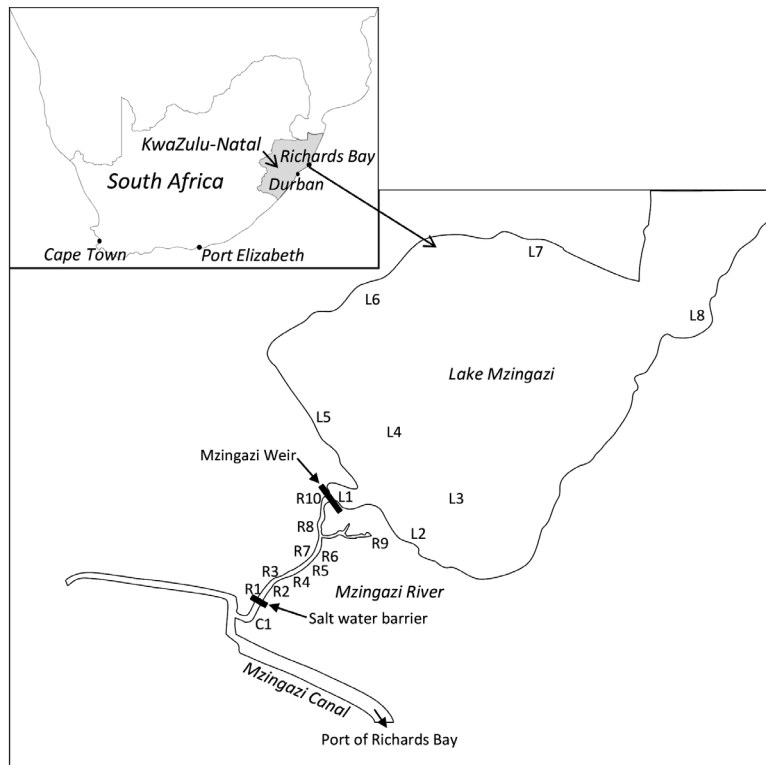 KwaZulu-Natal
Richards Bay
South Africa
Durban
Cape Town
Port Elizabeth
L7
L6
L8
Lake Mzingazi
L5
L4
Mzingazi Weir
R10
L1
L3
R8
L2
R9
R7
R6
R5
R3
R4
R1
R2
Mzingazi River
Salt water barrier
C1
Mzingazi Canal
Port of Richards Bay